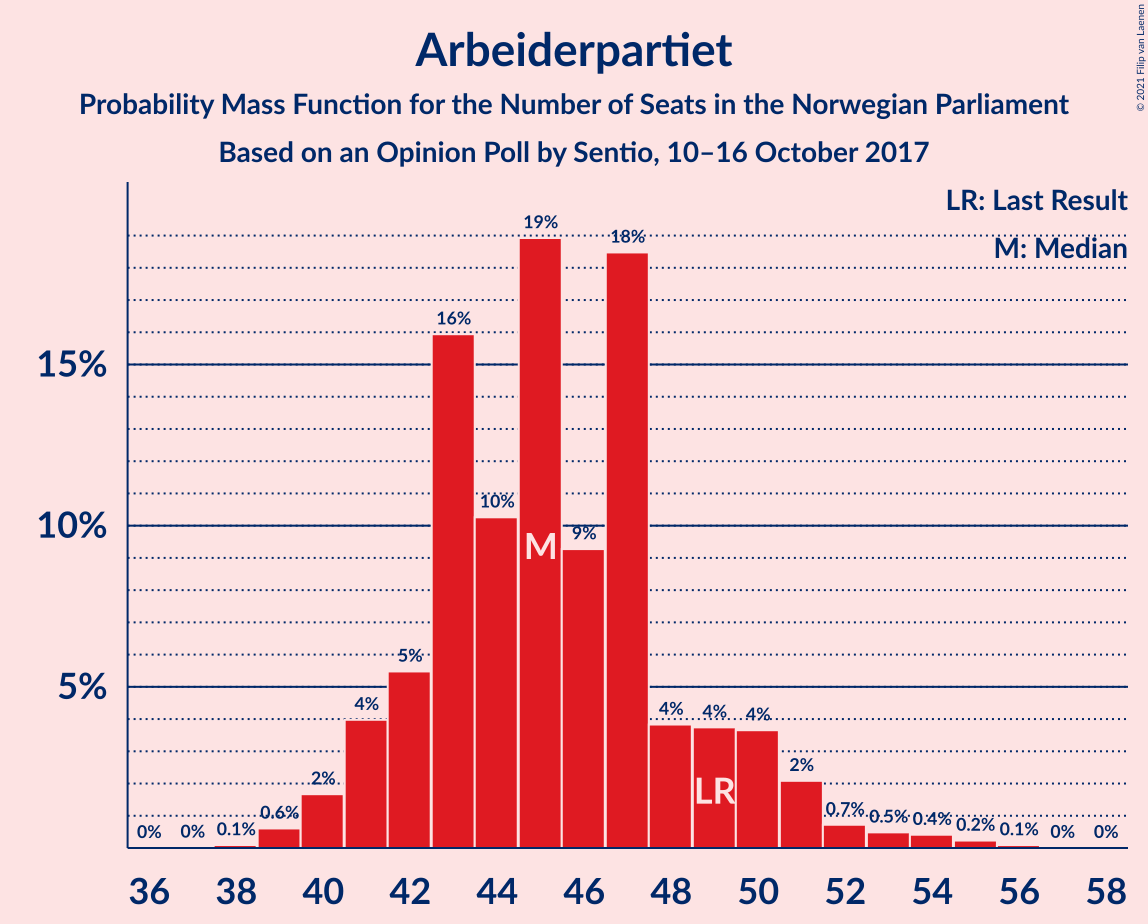 Arbeiderpartiet
Probability Mass Function for the Number of Seats in the Norwegian Parliament
Based on an Opinion Poll by Sentio, 10–16 October 2017
© 2021 Filip van Laenen
LR: Last Result
M: Median
15%
10%
5%
0% 0% 0.1% 0.6% 2% 4% 5% 16% 10% 19% 9% 18% 4% 4% 4% 2% 0.7% 0.5% 0.4% 0.2% 0.1% 0% 0%
M
LR
36 38 40 42 44 46 48 50 52 54 56 58